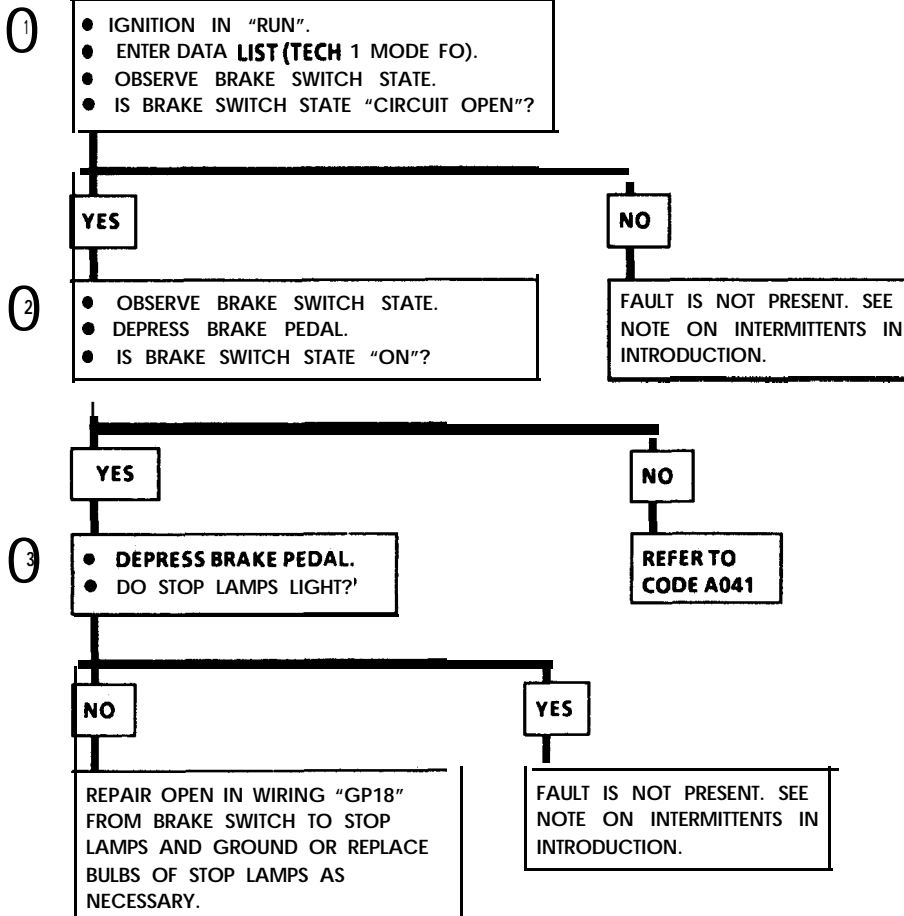 1
● IGNITION IN “RUN”.
● ENTER DATA LIST (TECH 1 MODE FO).
● OBSERVE BRAKE SWITCH STATE.
● IS BRAKE SWITCH STATE “CIRCUIT OPEN”?
YES
NO
2
● OBSERVE BRAKE SWITCH STATE.
● DEPRESS BRAKE PEDAL.
● IS BRAKE SWITCH STATE “ON”?
FAULT IS NOT PRESENT. SEE
NOTE ON INTERMITTENTS IN
INTRODUCTION.
YES
NO
3
● DEPRESS BRAKE PEDAL.
● DO STOP LAMPS LIGHT?'
REFER TO
CODE A041
NO
YES
REPAIR OPEN IN WIRING “GP18”
FROM BRAKE SWITCH TO STOP
LAMPS AND GROUND OR REPLACE
BULBS OF STOP LAMPS AS
NECESSARY.
FAULT IS NOT PRESENT. SEE
NOTE ON INTERMITTENTS IN
INTRODUCTION.